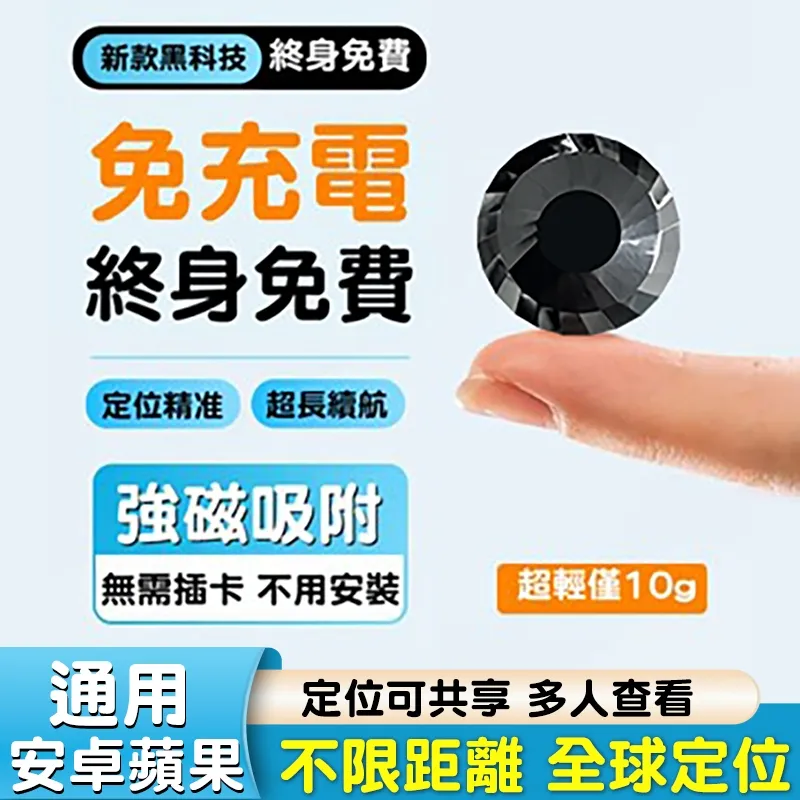 新款黑科技 終身免費
免充電
終身免費
定位精准 超長續航
強磁吸附
無需插卡 不用安裝
超輕僅10g
通用
安卓蘋果
定位可共享 多人查看
不限距離 全球定位